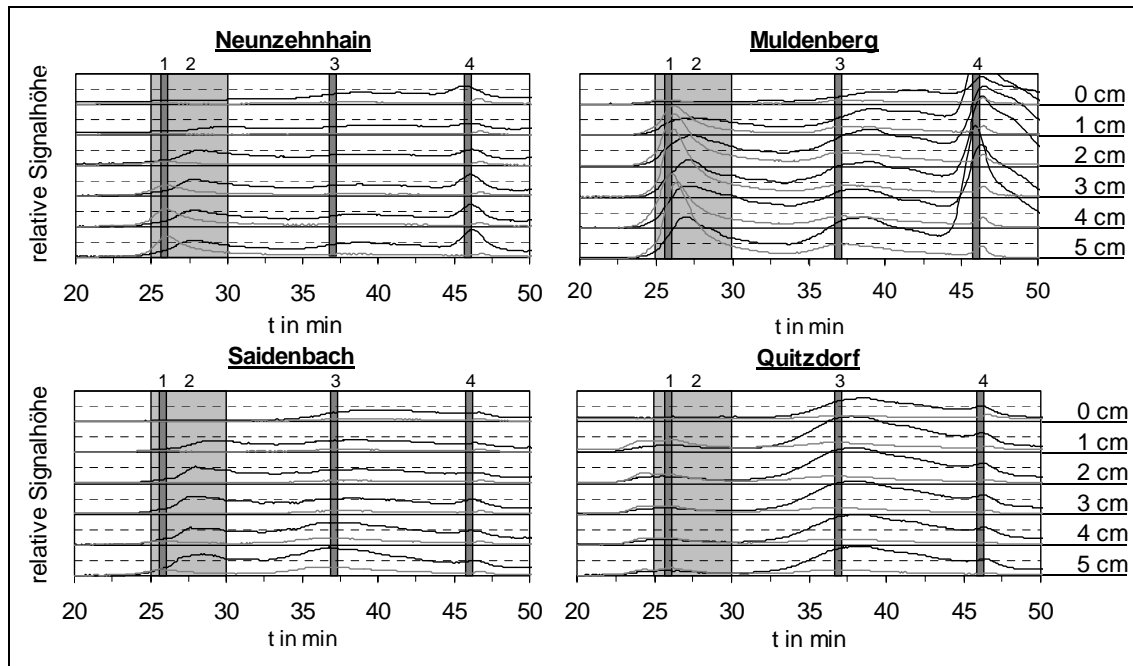 Neunzehnhain
1 2 3 4
20 25 30 35 40 45 50
t in min
relative Signalhöhe
Muldenberg
1 2 3 4
0 cm
1 cm
2 cm
3 cm
4 cm
5 cm
20 25 30 35 40 45 50
t in min
Saidenbach
1 2 3 4
20 25 30 35 40 45 50
t in min
relative Signalhöhe
Quitzdorf
1 2 3 4
0 cm
1 cm
2 cm
3 cm
4 cm
5 cm
20 25 30 35 40 45 50
t in min